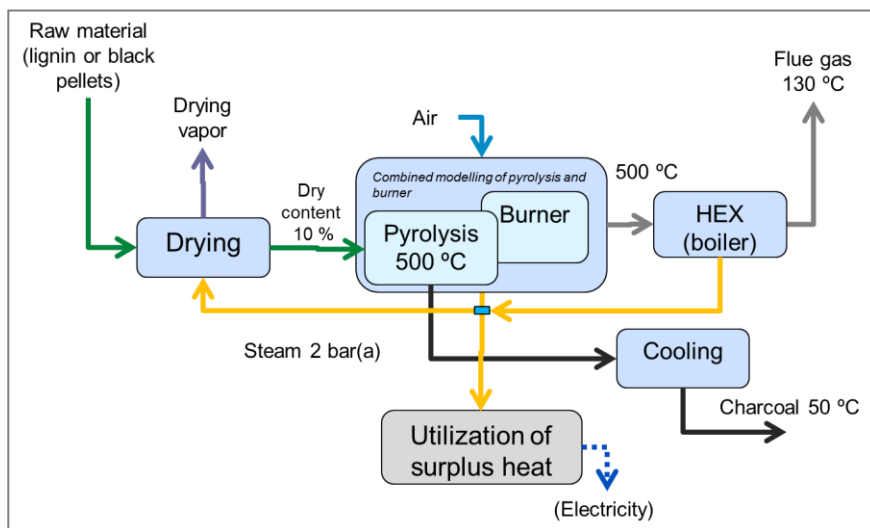 Raw material
(lignin or black
pellets)
Drying
vapor
Air
Flue gas
130 ºC
Combined modelling of pyrolysis and
burner
500 ºC
Dry
content
10 %
Burner
HEX
(boiler)
Drying
Pyrolysis
500 ºC
Steam 2 bar(a)
Cooling
Charcoal 50 ºC
Utilization of
surplus heat
(Electricity)